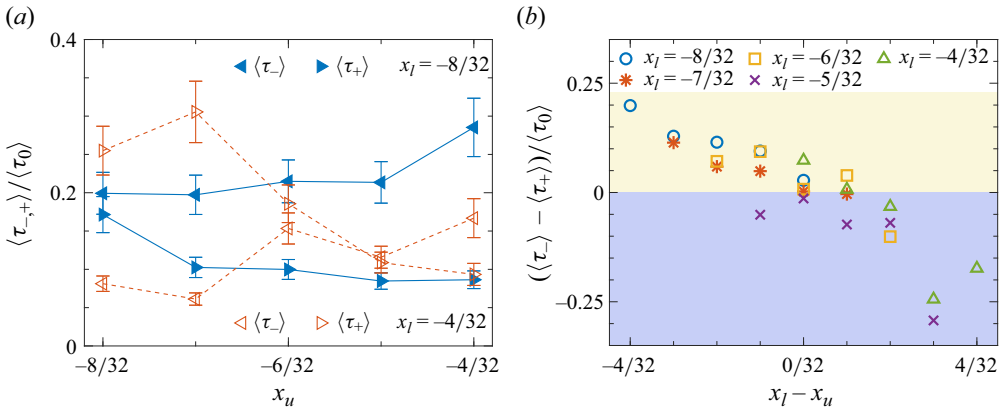 (a)
0.4
⟨τ−⟩ ⟨τ+⟩ xl = −8/32
0.2
⟨τ−,+⟩/⟨τ0⟩
⟨τ−⟩ ⟨τ+⟩ xl = −4/32
0
−8/32 −6/32 −4/32
xu
(b)
xl = −8/32 xl = −6/32 xl = −4/32
xl = −7/32 xl = −5/32
0.25
0
−0.25
(⟨τ−⟩ − ⟨τ+⟩)/⟨τ0⟩
−4/32 0/32 4/32
xl − xu